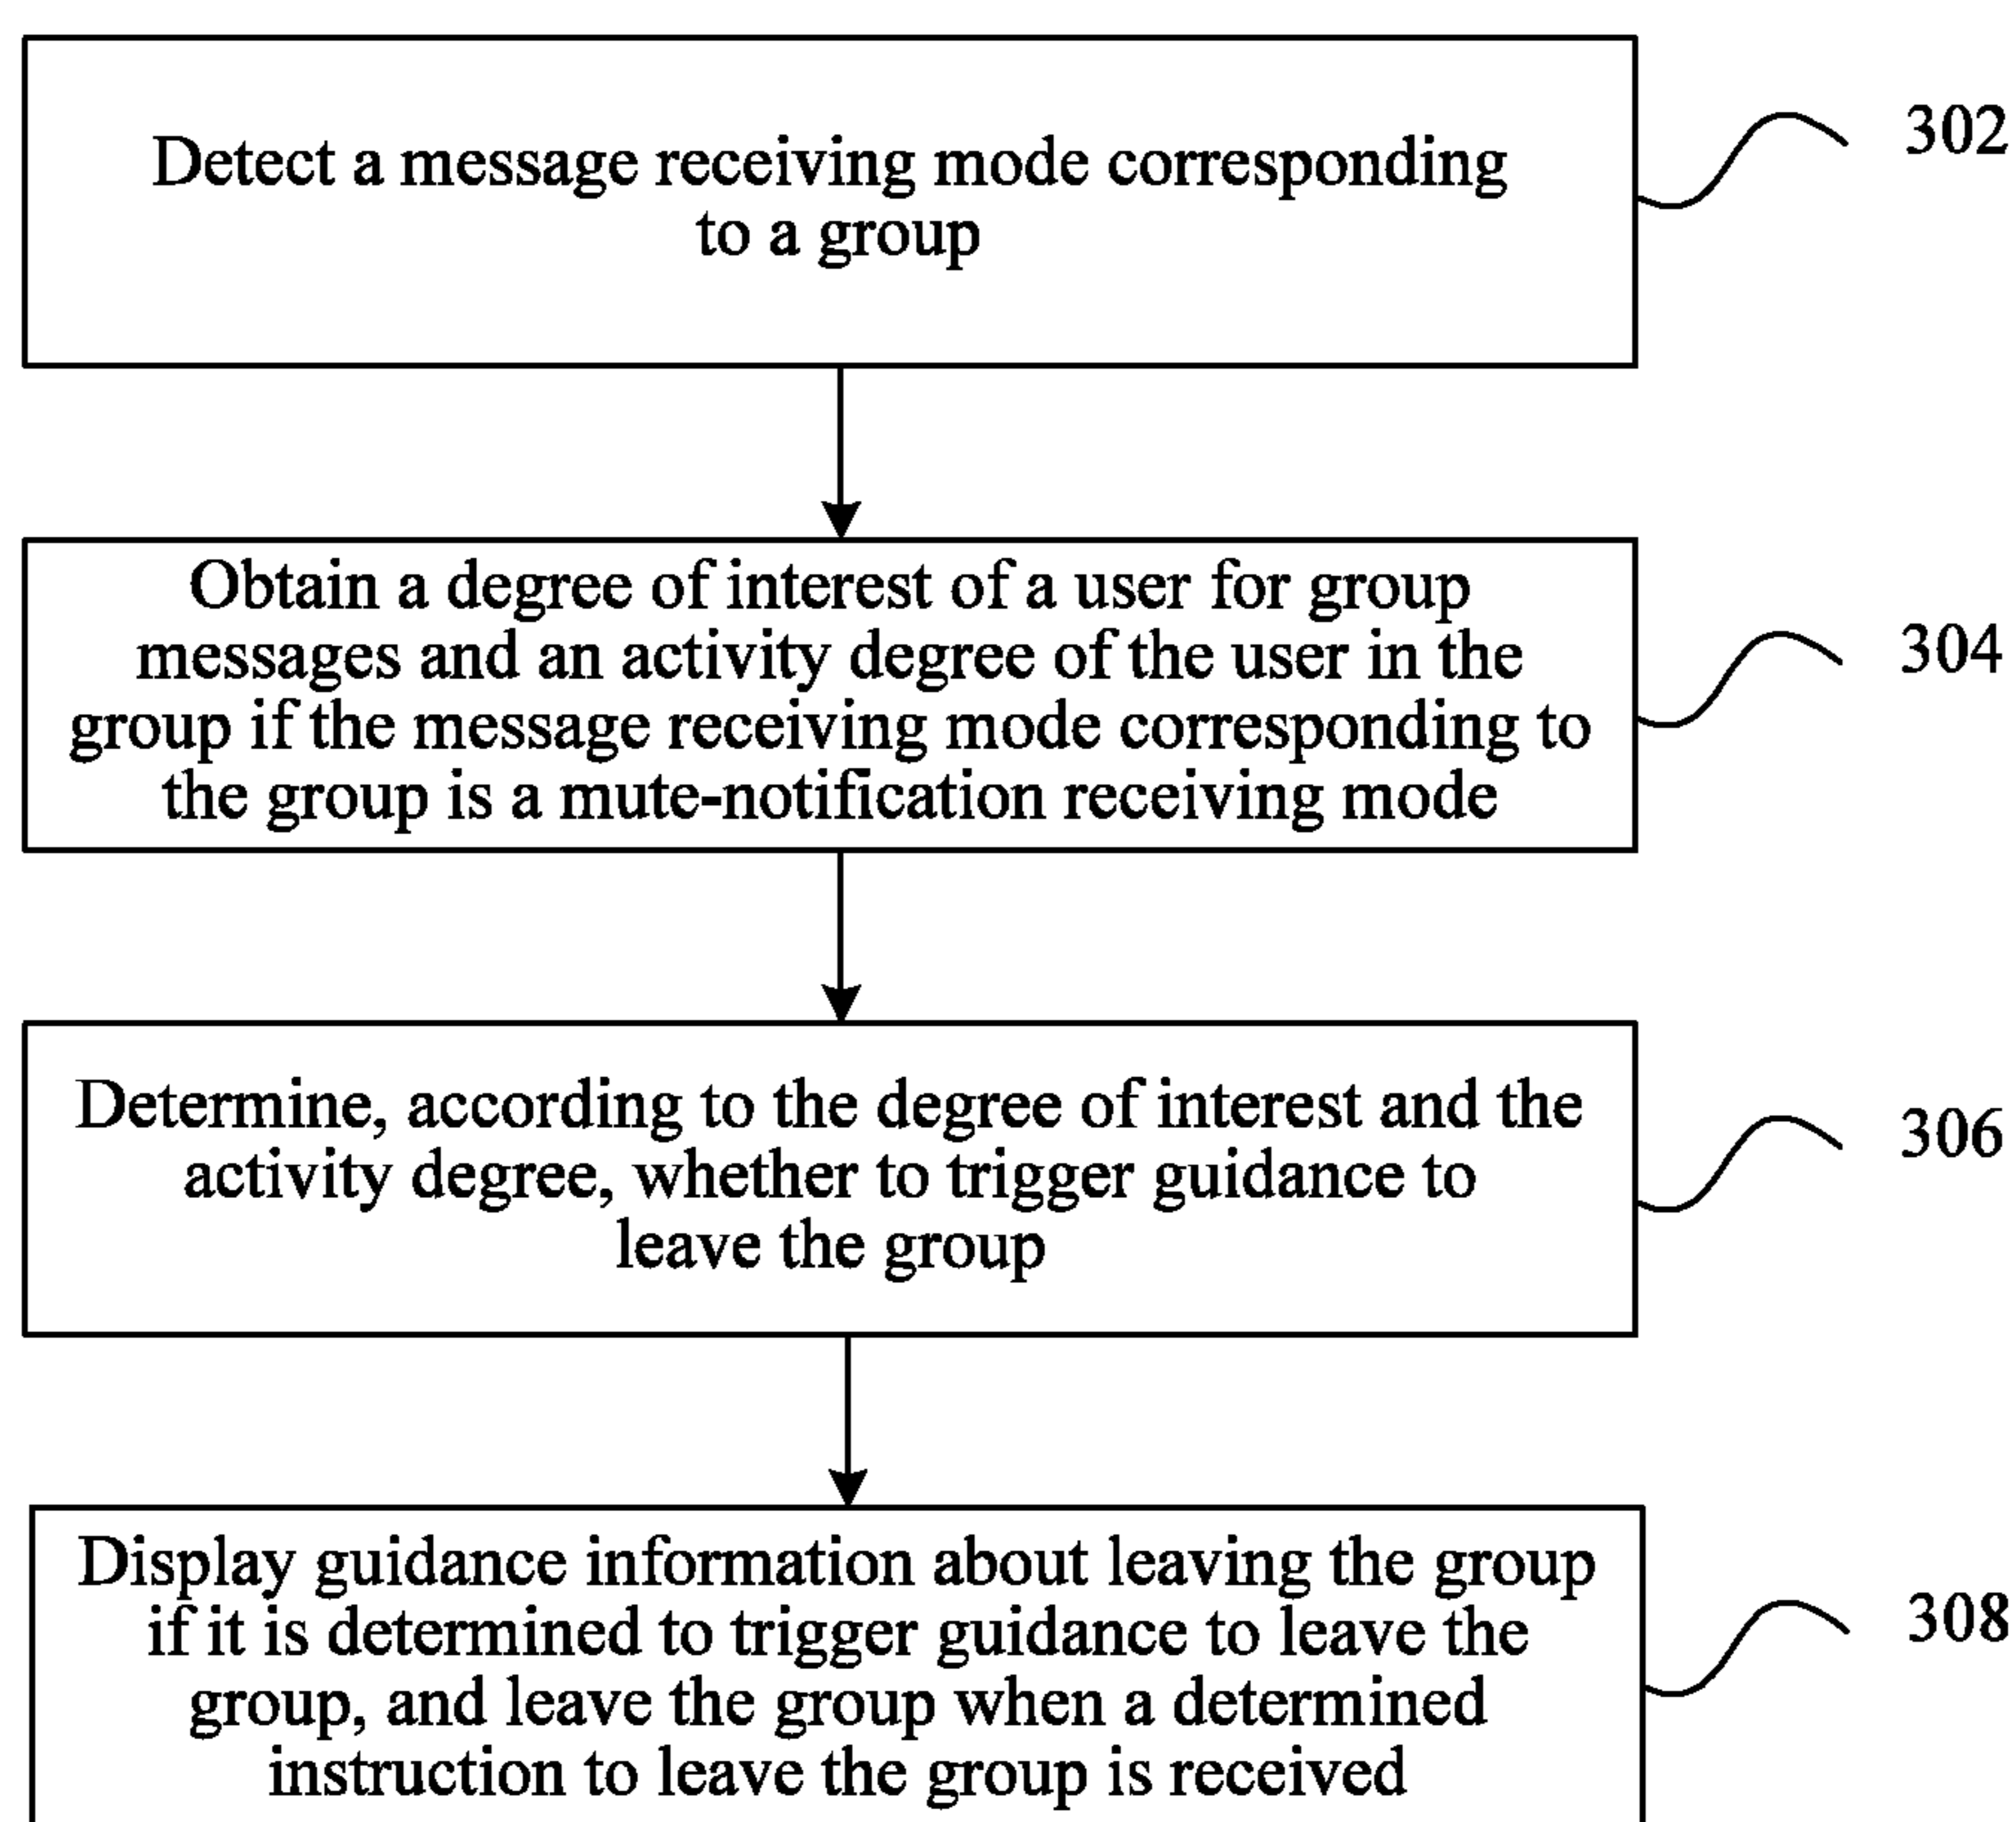 Detect a message receiving mode corresponding
to a group
302
Obtain a degree of interest of a user for group
messages and an activity degree of the user in the
group if the message receiving mode corresponding to
the group is a mute-notification receiving mode
304
Determine, according to the degree of interest and the
activity degree, whether to trigger guidance to
leave the group
306
Display guidance information about leaving the group
if it is determined to trigger guidance to leave the
group, and leave the group when a determined
instruction to leave the group is received
308